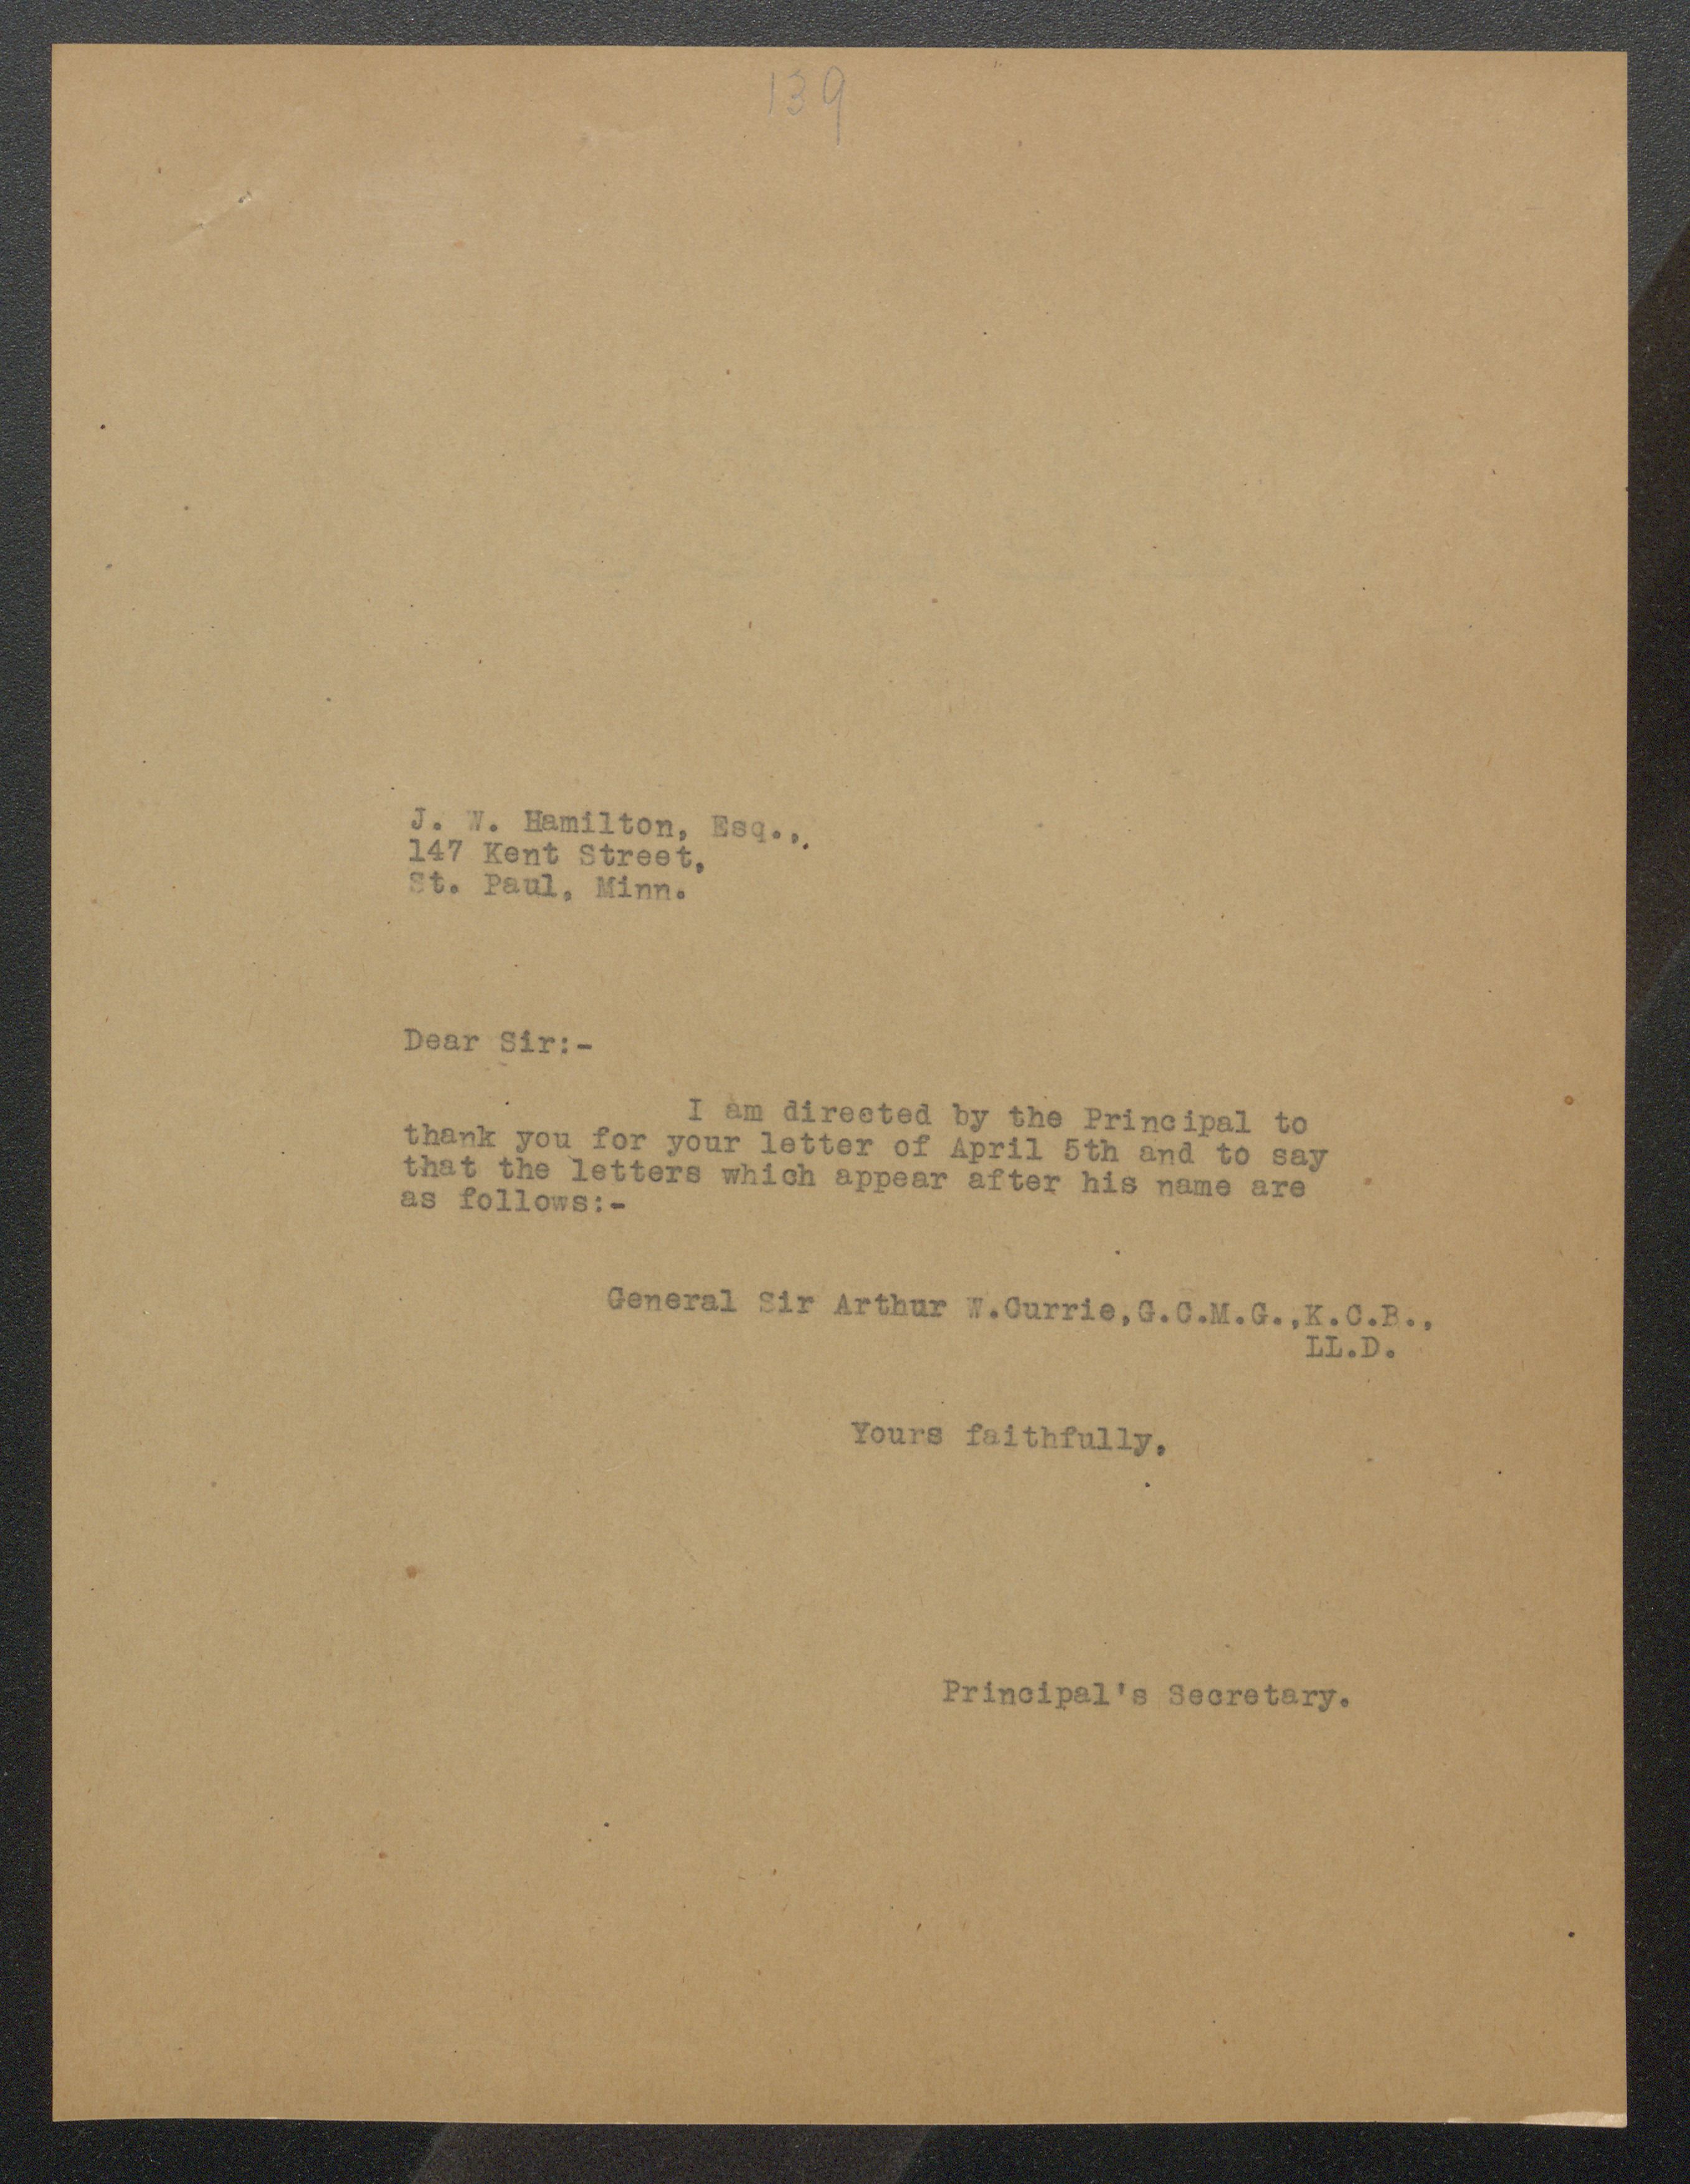 139
J. W. Hamilton, Esq.,.
147 Kent Street,
St. Paul, Minn.
Dear Sir:-
I am directed by the Principal to
thank you for your letter of April 5th and to say
that the letters which appear after his name are
as follows:-
General Sir Arthur W.Currie,G.C.M.G.,K.C.B.,
LL.D.
Yours faithfully,
Principal's Secretary.